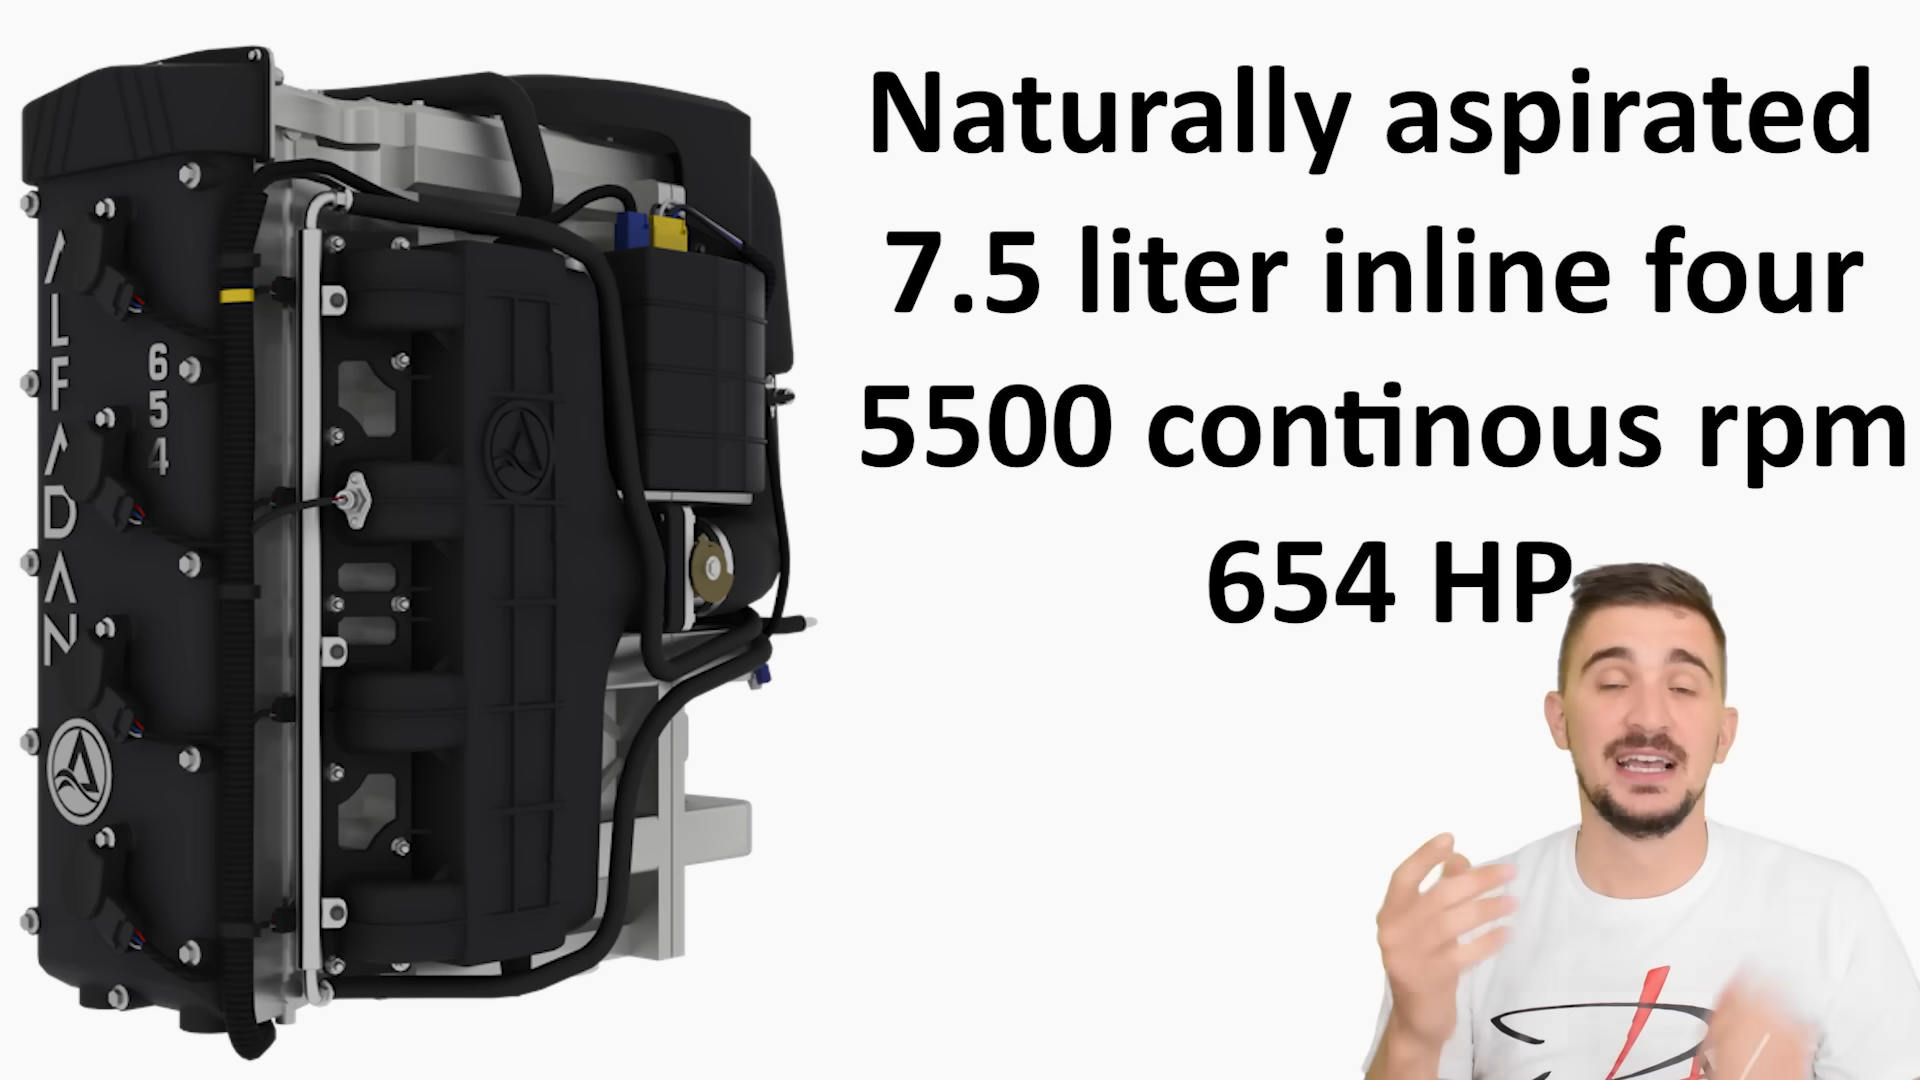 Naturally aspirated
7.5 liter inline four
5500 continous rpm
654 HP
ALFADAN
654